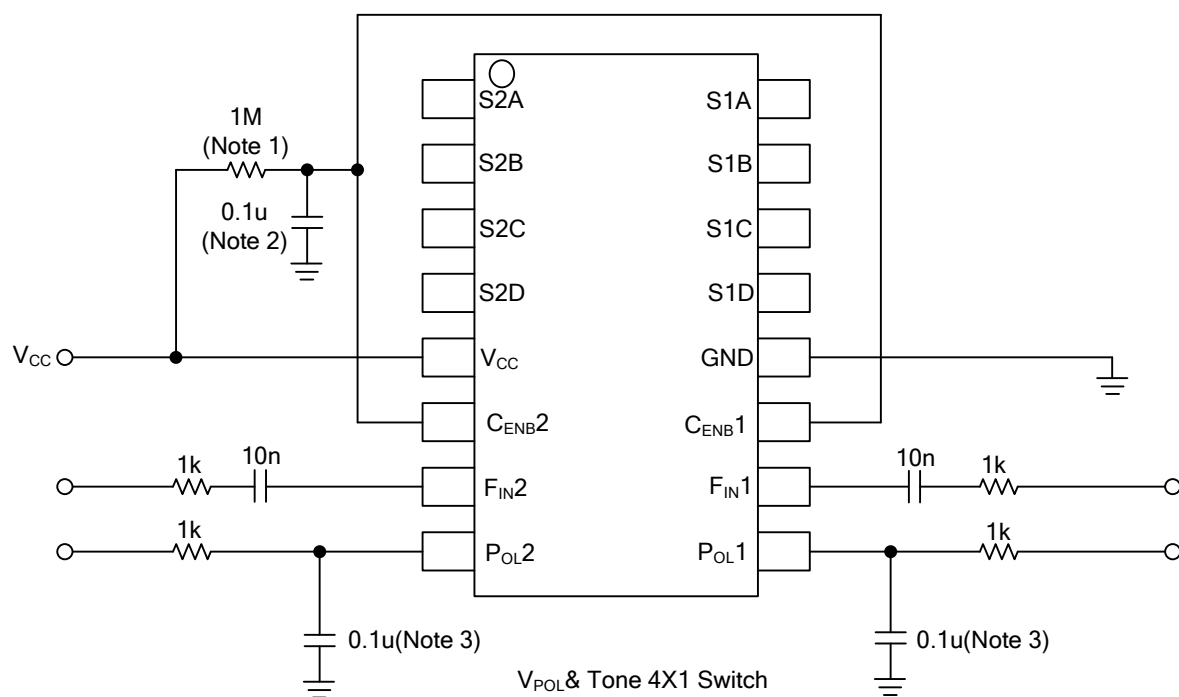 S2A
S1A
1M
(Note 1)
S2B
S1B
0.1u
(Note 2)
S2C
S1C
S2D
S1D
VCC
VCC
GND
CENB2
CENB1
1k
10n
FIN2
FIN1
10n
1k
1k
POL2
POL1
1k
0.1u(Note 3)
0.1u(Note 3)
VPOL& Tone 4X1 Switch